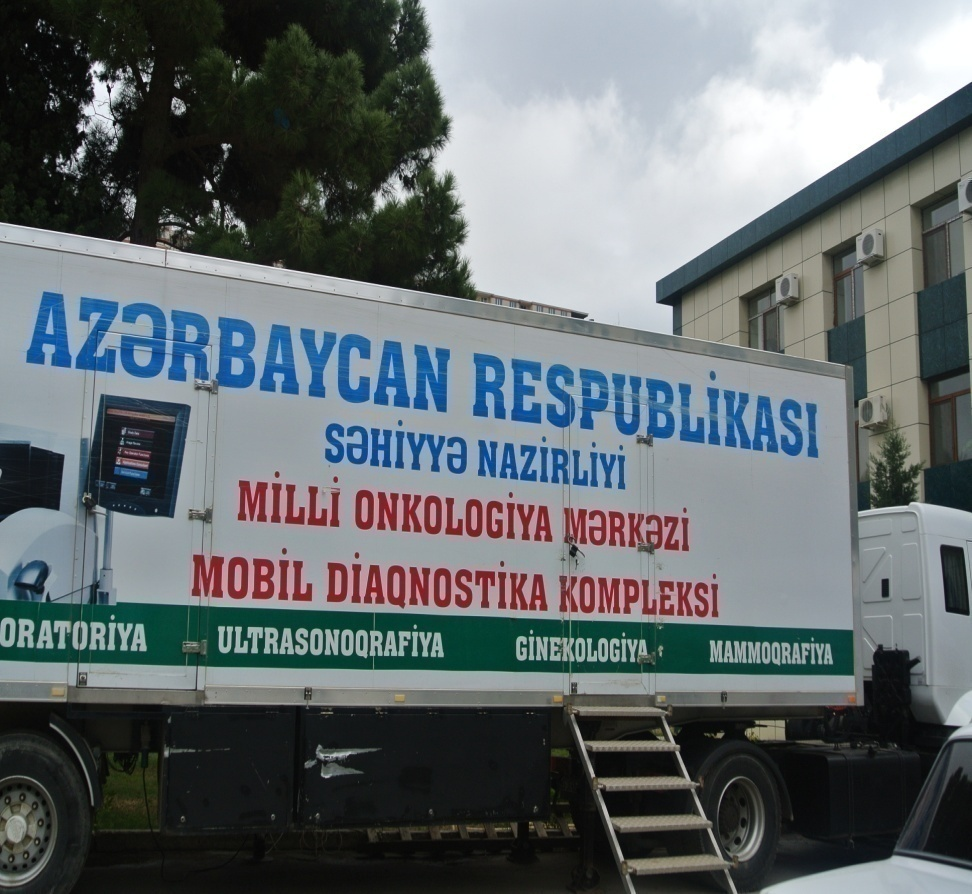 AZƏRBAYCAN RESPUBLİKASI
SƏHİYYƏ NAZİRLİYİ
MİLLİ ONKOLOGİYA MƏRKƏZİ
MOBİL DİAQNOSTİKA KOMPLEKSİ
ORATORİYA ULTRASONOQRAFİYA GİNEKOLOGİYA MAMMOQRAFİYA